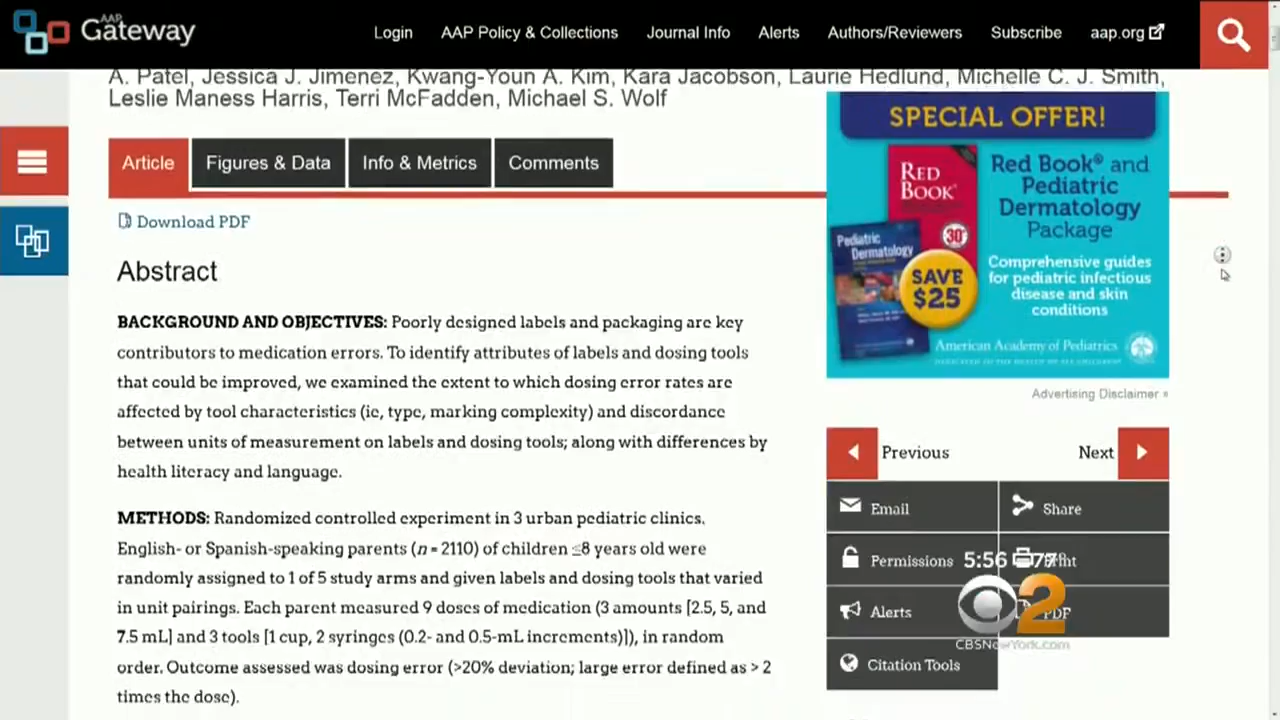 AAP
Gateway
Login AAP Policy & Collections Journal Info Alerts Authors/Reviewers Subscribe aap.org
A. Patel, Jessica J. Jimenez, Kwang-Youn A. Kim, Kara Jacobson, Laurie Hedlund, Michelle C. J. Smith,
Leslie Maness Harris, Terri McFadden, Michael S. Wolf
Article Figures & Data Info & Metrics Comments
Download PDF
Abstract
BACKGROUND AND OBJECTIVES: Poorly designed labels and packaging are key
contributors to medication errors. To identify attributes of labels and dosing tools
that could be improved, we examined the extent to which dosing error rates are
affected by tool characteristics (ie, type, marking complexity) and discordance
between units of measurement on labels and dosing tools; along with differences by
health literacy and language.
METHODS: Randomized controlled experiment in 3 urban pediatric clinics.
English- or Spanish-speaking parents (n = 2110) of children ≤8 years old were
randomly assigned to 1 of 5 study arms and given labels and dosing tools that varied
in unit pairings. Each parent measured 9 doses of medication (3 amounts [2.5, 5, and
7.5 mL] and 3 tools [1 cup, 2 syringes (0.2- and 0.5-mL increments)]), in random
order. Outcome assessed was dosing error (>20% deviation; large error defined as > 2
times the dose).
SPECIAL OFFER!
RED
BOOK
30
Pediatric
Dermatology
SAVE
$25
Red Book® and
Pediatric
Dermatology
Package
Comprehensive guides
for pediatric infectious
disease and skin
conditions
American Academy of Pediatrics
DEDICATED TO THE HEALTH OF ALL CHILDREN®
Advertising Disclaimer »
Previous Next
Email Share
Permissions Print
5:56 77°
Alerts PDF
2
CBSNewYork.com
Citation Tools